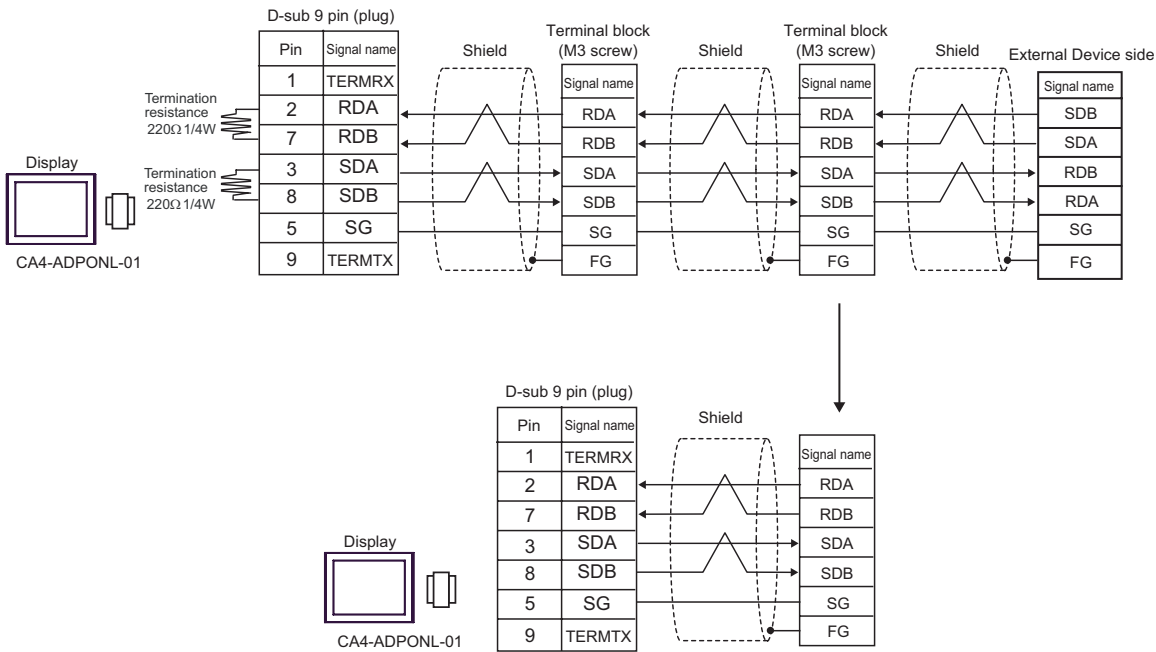 D-sub 9 pin (plug)
Pin Signal name
1 TERMRX
2 RDA
7 RDB
3 SDA
8 SDB
5 SG
9 TERMTX
Termination
resistance
220Ω 1/4W
Termination
resistance
220Ω 1/4W
Display
CA4-ADPONL-01
Shield
Terminal block
(M3 screw)
Signal name
RDA
RDB
SDA
SDB
SG
FG
Shield
Terminal block
(M3 screw)
Signal name
RDA
RDB
SDA
SDB
SG
FG
Shield
External Device side
Signal name
SDB
SDA
RDB
RDA
SG
FG
D-sub 9 pin (plug)
Pin Signal name
1 TERMRX
2 RDA
7 RDB
3 SDA
8 SDB
5 SG
9 TERMTX
Display
CA4-ADPONL-01
Shield
Signal name
RDA
RDB
SDA
SDB
SG
FG